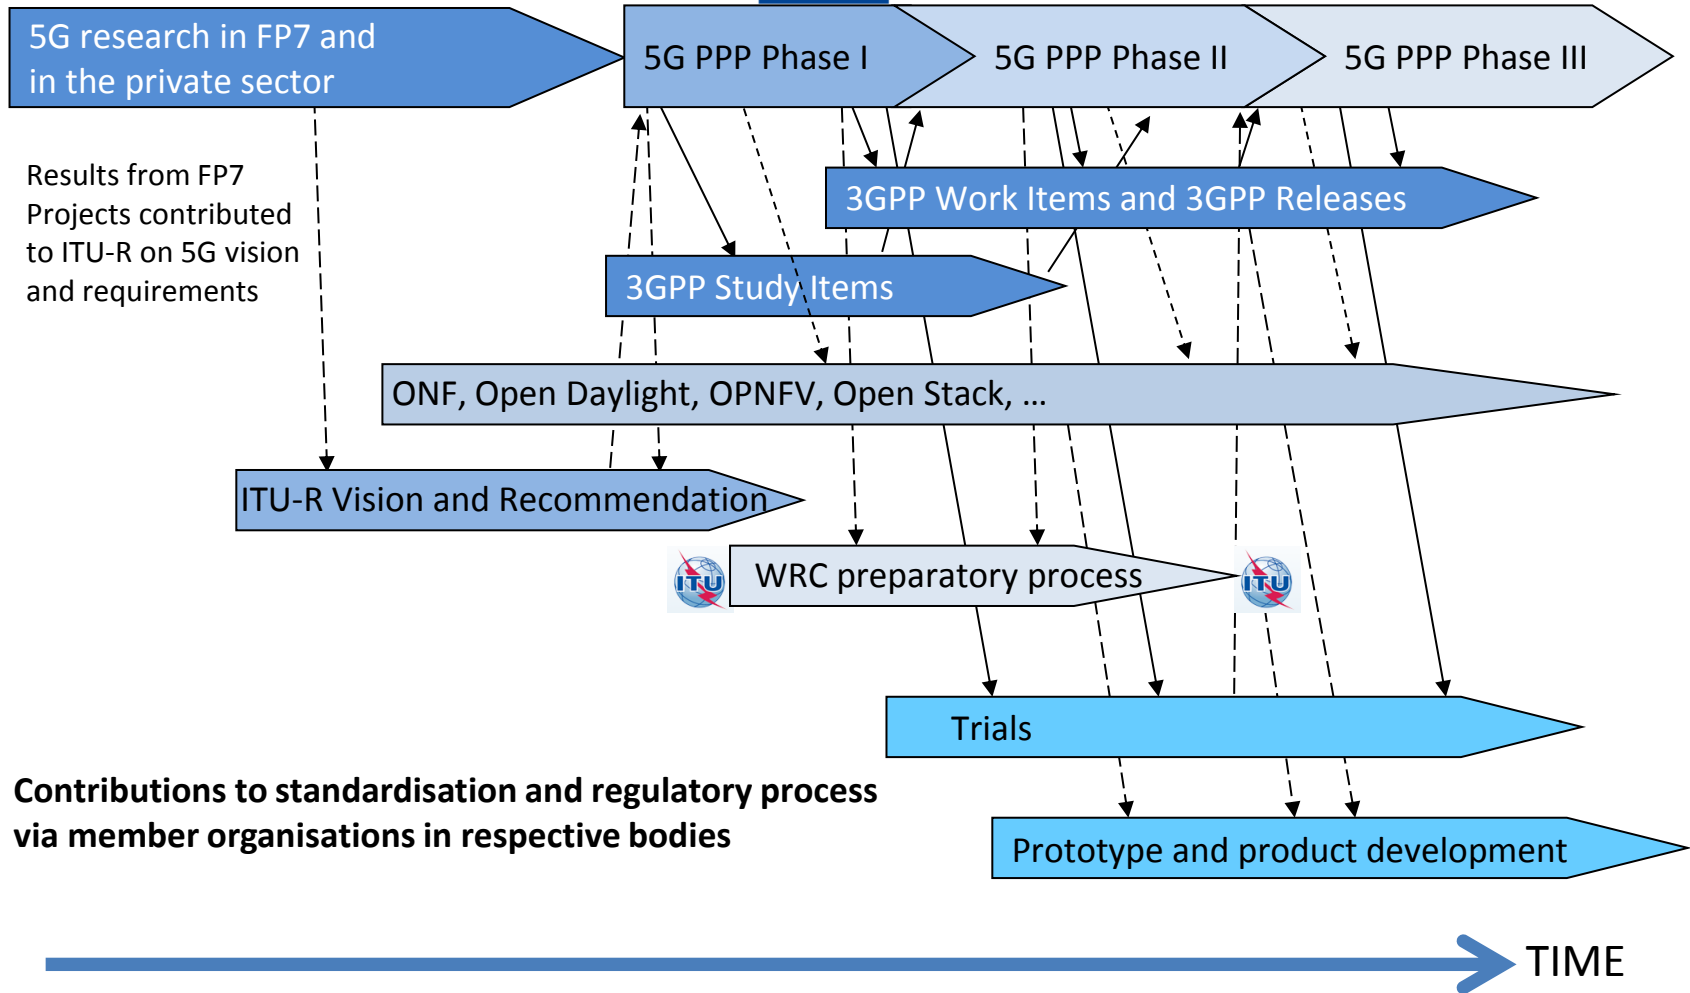 5G research in FP7 and
in the private sector
5G PPP Phase I
5G PPP Phase II
5G PPP Phase III
Results from FP7
Projects contributed
to ITU-R on 5G vision
and requirements
3GPP Work Items and 3GPP Releases
3GPP Study Items
ONF, Open Daylight, OPNFV, Open Stack, …
ITU-R Vision and Recommendation
ITU
WRC preparatory process
ITU
Trials
Contributions to standardisation and regulatory process
via member organisations in respective bodies
Prototype and product development
TIME